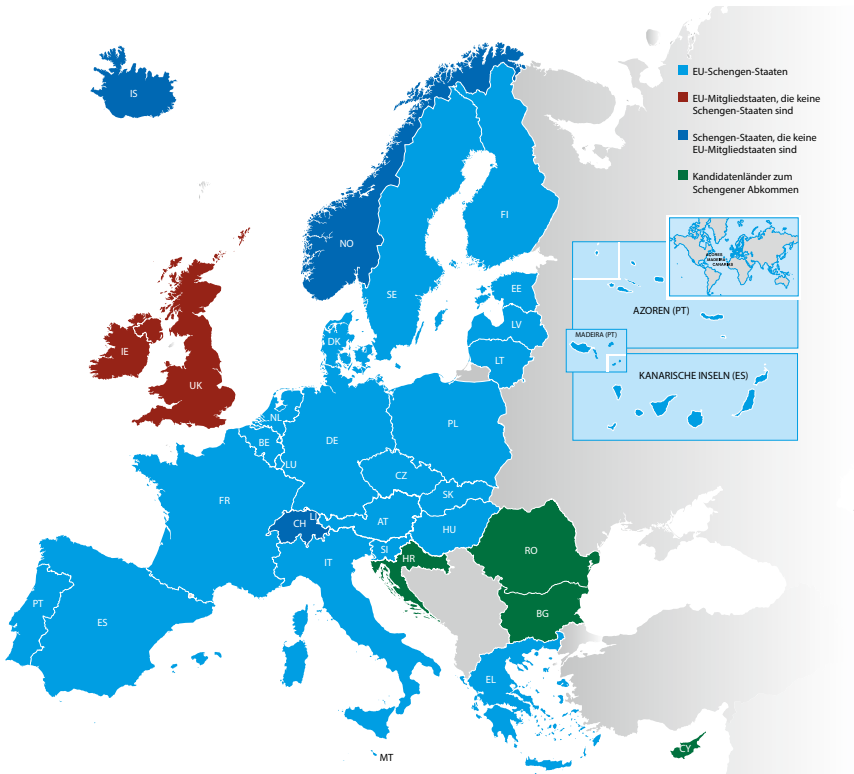 IS
EU-Schengen-Staaten
EU-Mitgliedstaaten, die keine
Schengen-Staaten sind
Schengen-Staaten, die keine
EU-Mitgliedstaaten sind
Kandidatenländer zum
Schengener Abkommen
FI
NO
SE
AÇORES
MADEIRA
CANARIAS
EE
AZOREN (PT)
LV
MADEIRA (PT)
DK
IE
LT
KANARISCHE INSELN (ES)
UK
NL
PL
BE
DE
LU
CZ
SK
FR
LI
CH
AT
HU
SI
RO
HR
IT
PT
BG
ES
EL
CY
MT